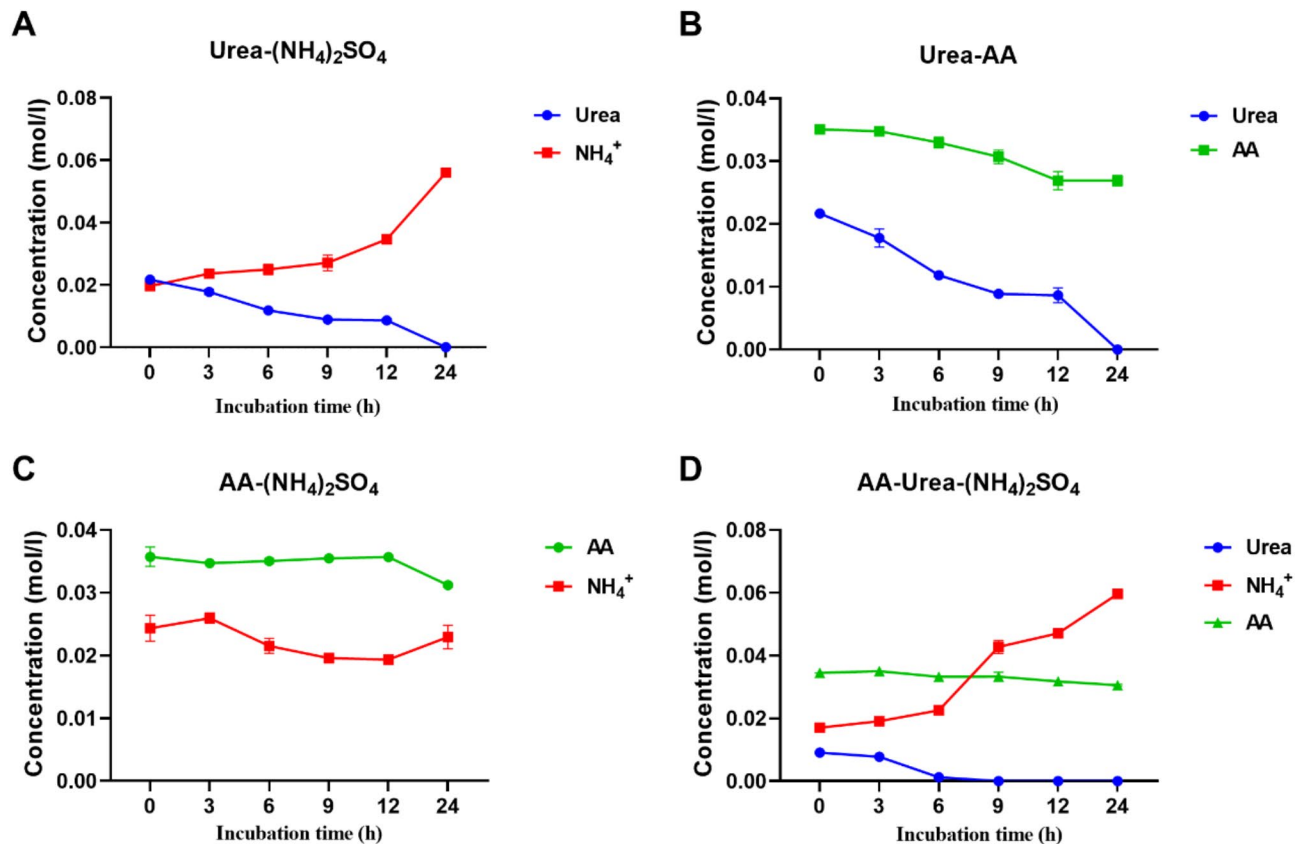 A
Urea-(NH₄)₂SO₄
Concentration (mol/l)
0.08
0.06
0.04
0.02
0.00
0 3 6 9 12 24
Incubation time (h)
Urea
NH₄⁺
B
Urea-AA
Concentration (mol/l)
0.04
0.03
0.02
0.01
0.00
0 3 6 9 12 24
Incubation time (h)
Urea
AA
C
AA-(NH₄)₂SO₄
Concentration (mol/l)
0.04
0.03
0.02
0.01
0.00
0 3 6 9 12 24
Incubation time (h)
AA
NH₄⁺
D
AA-Urea-(NH₄)₂SO₄
Concentration (mol/l)
0.08
0.06
0.04
0.02
0.00
0 3 6 9 12 24
Incubation time (h)
Urea
NH₄⁺
AA